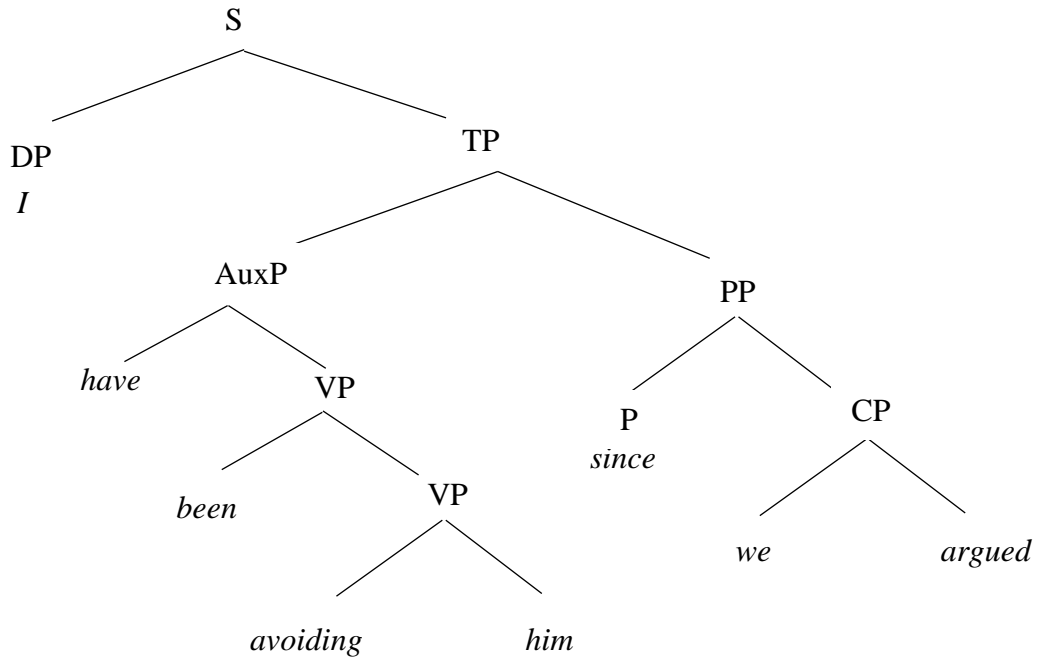 S
DP
I
TP
AuxP
PP
have
VP
P
since
CP
been
VP
we
argued
avoiding
him